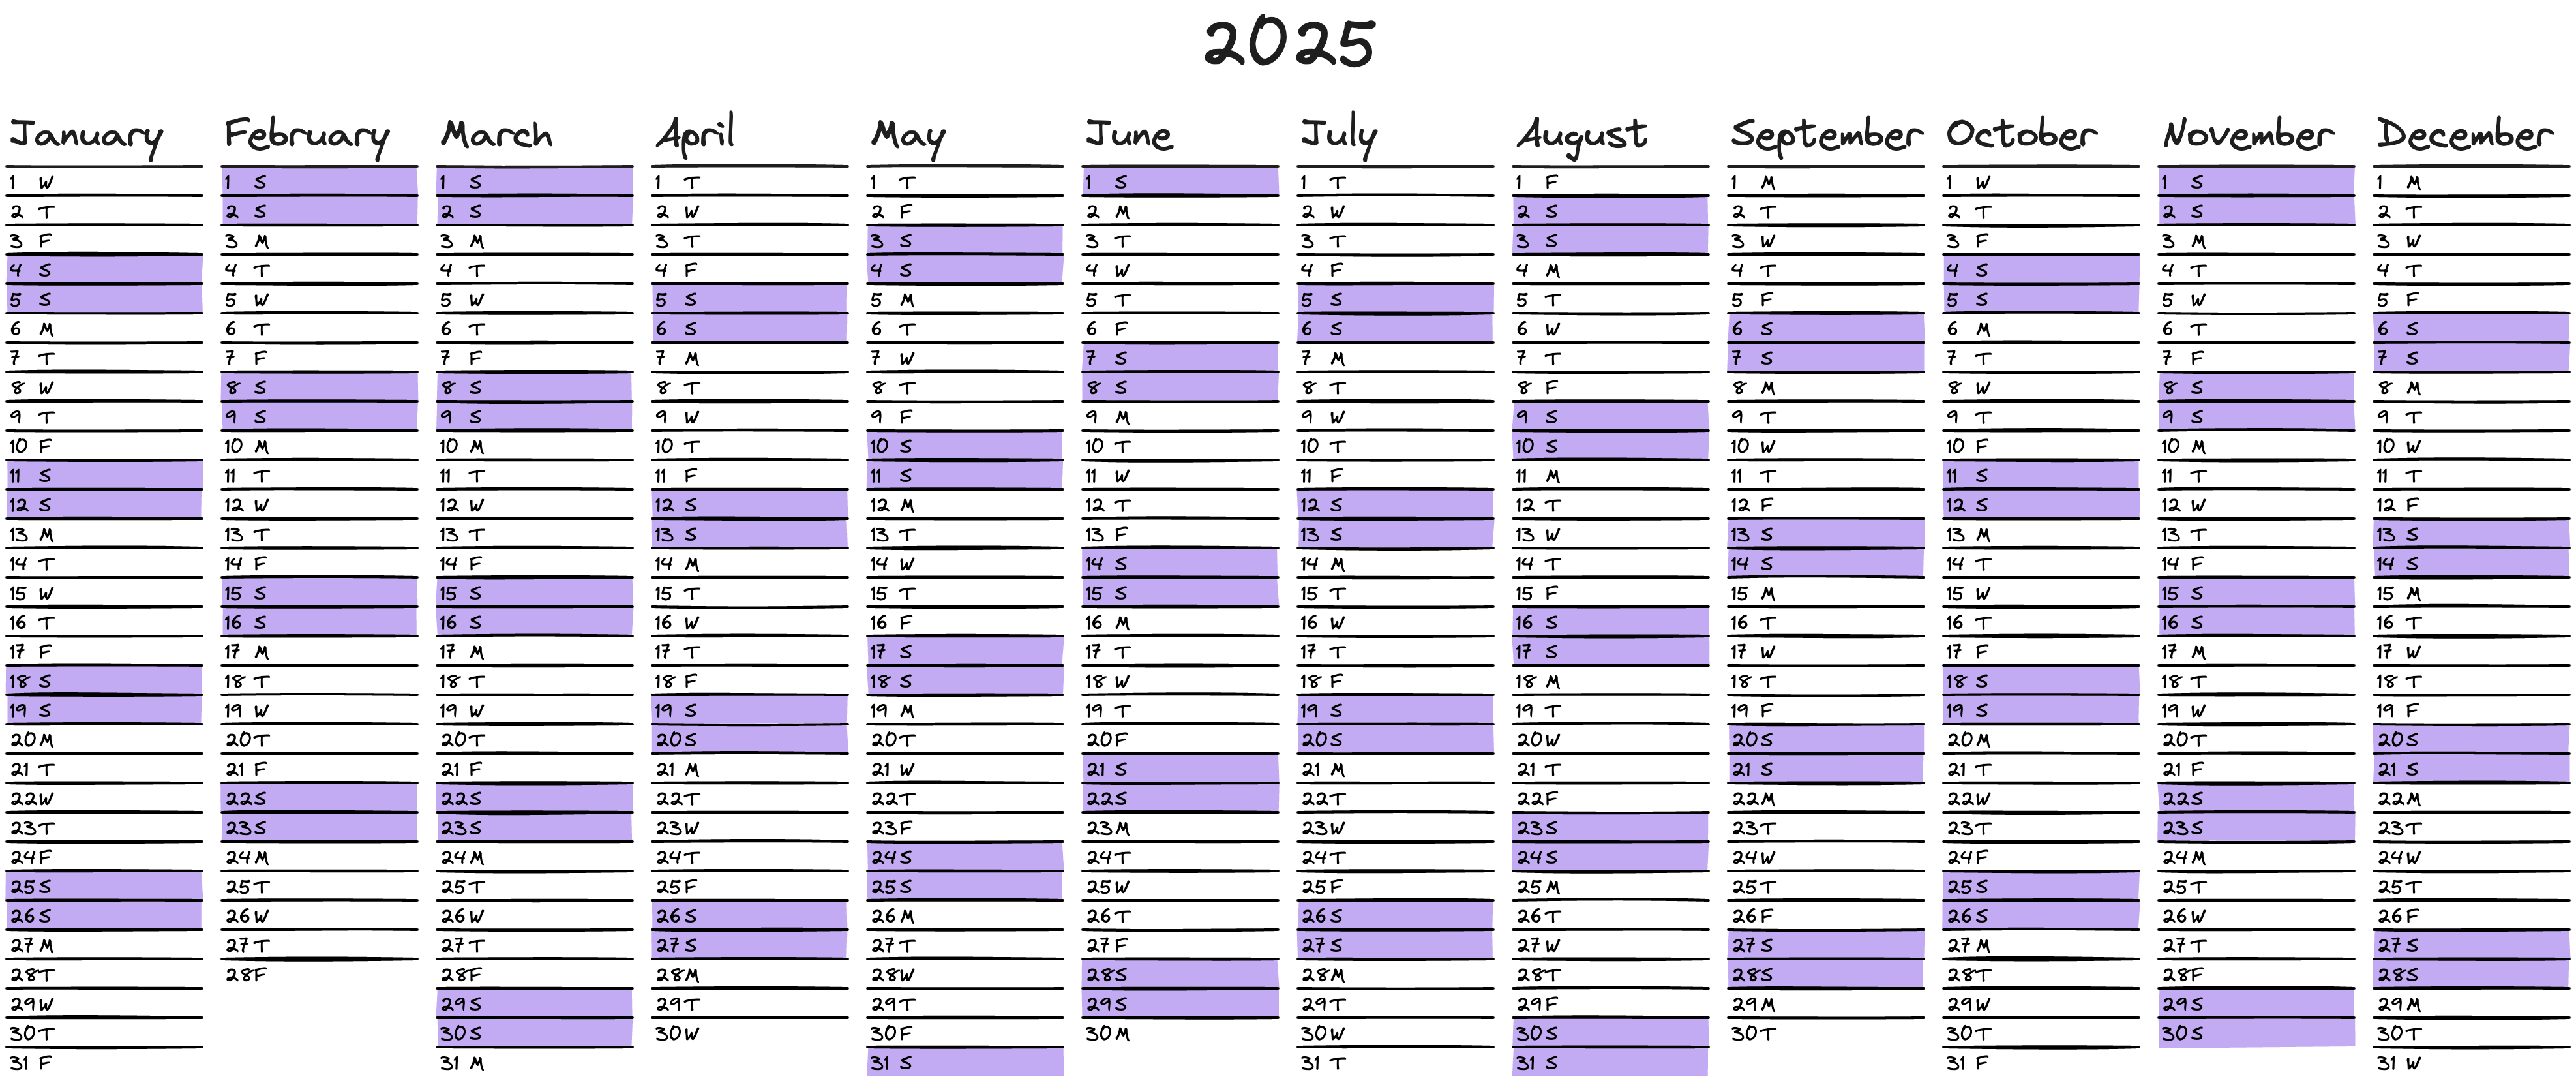 2025
January February March April May June July August September October November December
1 W 1 S 1 S 1 T 1 T 1 S 1 T 1 F 1 M 1 W 1 S 1 M
2 T 2 S 2 S 2 W 2 F 2 M 2 W 2 S 2 T 2 T 2 S 2 T
3 F 3 M 3 M 3 T 3 S 3 T 3 T 3 S 3 W 3 F 3 M 3 W
4 S 4 T 4 T 4 F 4 S 4 W 4 F 4 M 4 T 4 S 4 T 4 T
5 S 5 W 5 W 5 S 5 M 5 T 5 S 5 T 5 F 5 S 5 W 5 F
6 M 6 T 6 T 6 S 6 T 6 F 6 S 6 W 6 S 6 M 6 T 6 S
7 T 7 F 7 F 7 M 7 W 7 S 7 M 7 T 7 S 7 T 7 F 7 S
8 W 8 S 8 S 8 T 8 T 8 S 8 T 8 F 8 M 8 W 8 S 8 M
9 T 9 S 9 S 9 W 9 F 9 M 9 W 9 S 9 T 9 T 9 S 9 T
10 F 10 M 10 M 10 T 10 S 10 T 10 T 10 S 10 W 10 F 10 M 10 W
11 S 11 T 11 T 11 F 11 S 11 W 11 F 11 M 11 T 11 S 11 T 11 T
12 S 12 W 12 W 12 S 12 M 12 T 12 S 12 T 12 F 12 S 12 W 12 F
13 M 13 T 13 T 13 S 13 T 13 F 13 S 13 W 13 S 13 M 13 T 13 S
14 T 14 F 14 F 14 M 14 W 14 S 14 M 14 T 14 S 14 T 14 F 14 S
15 W 15 S 15 S 15 T 15 T 15 S 15 T 15 F 15 M 15 W 15 S 15 M
16 T 16 S 16 S 16 W 16 F 16 M 16 W 16 S 16 T 16 T 16 S 16 T
17 F 17 M 17 M 17 T 17 S 17 T 17 T 17 S 17 W 17 F 17 M 17 W
18 S 18 T 18 T 18 F 18 S 18 W 18 F 18 M 18 T 18 S 18 T 18 T
19 S 19 W 19 W 19 S 19 M 19 T 19 S 19 T 19 F 19 S 19 W 19 F
20 M 20 T 20 T 20 S 20 T 20 F 20 S 20 W 20 S 20 M 20 T 20 S
21 T 21 F 21 F 21 M 21 W 21 S 21 M 21 T 21 S 21 T 21 F 21 S
22 W 22 S 22 S 22 T 22 T 22 S 22 T 22 F 22 M 22 W 22 S 22 M
23 T 23 S 23 S 23 W 23 F 23 M 23 W 23 S 23 T 23 T 23 S 23 T
24 F 24 M 24 M 24 T 24 S 24 T 24 T 24 S 24 W 24 F 24 M 24 W
25 S 25 T 25 T 25 F 25 S 25 W 25 F 25 M 25 T 25 S 25 T 25 T
26 S 26 W 26 W 26 S 26 M 26 T 26 S 26 T 26 F 26 S 26 W 26 F
27 M 27 T 27 T 27 S 27 T 27 F 27 S 27 W 27 S 27 M 27 T 27 S
28 T 28 F 28 F 28 M 28 W 28 S 28 M 28 T 28 S 28 T 28 F 28 S
29 W 29 S 29 T 29 T 29 S 29 T 29 F 29 M 29 W 29 S 29 M
30 T 30 S 30 W 30 F 30 M 30 W 30 S 30 T 30 T 30 S 30 T
31 F 31 M 31 S 31 T 31 S 31 F 31 W